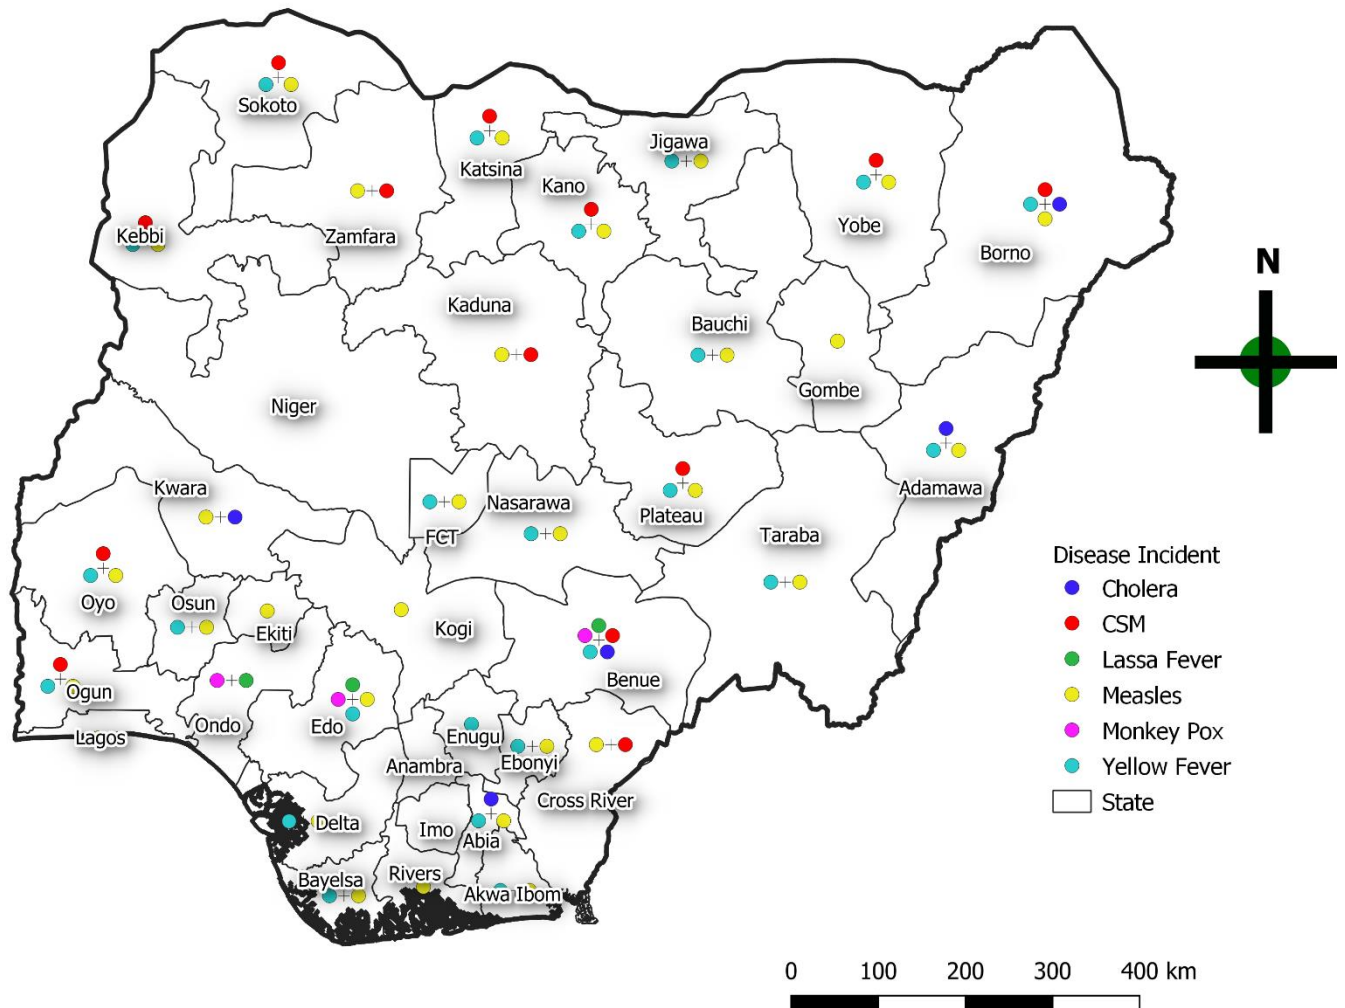 Sokoto
Katsina
Jigawa
Kano
Kebbi
Zamfara
Yobe
Borno
N
Kaduna
Bauchi
Gombe
Niger
Kwara
FCT
Nasarawa
Plateau
Adamawa
Taraba
Oyo
Osun
Ekiti
Kogi
Benue
Ogun
Ondo
Edo
Lagos
Enugu
Ebonyi
Anambra
Cross River
Delta
Imo
Abia
Bayelsa
Rivers
Akwa Ibom
Disease Incident
Cholera
CSM
Lassa Fever
Measles
Monkey Pox
Yellow Fever
State
0 100 200 300 400 km